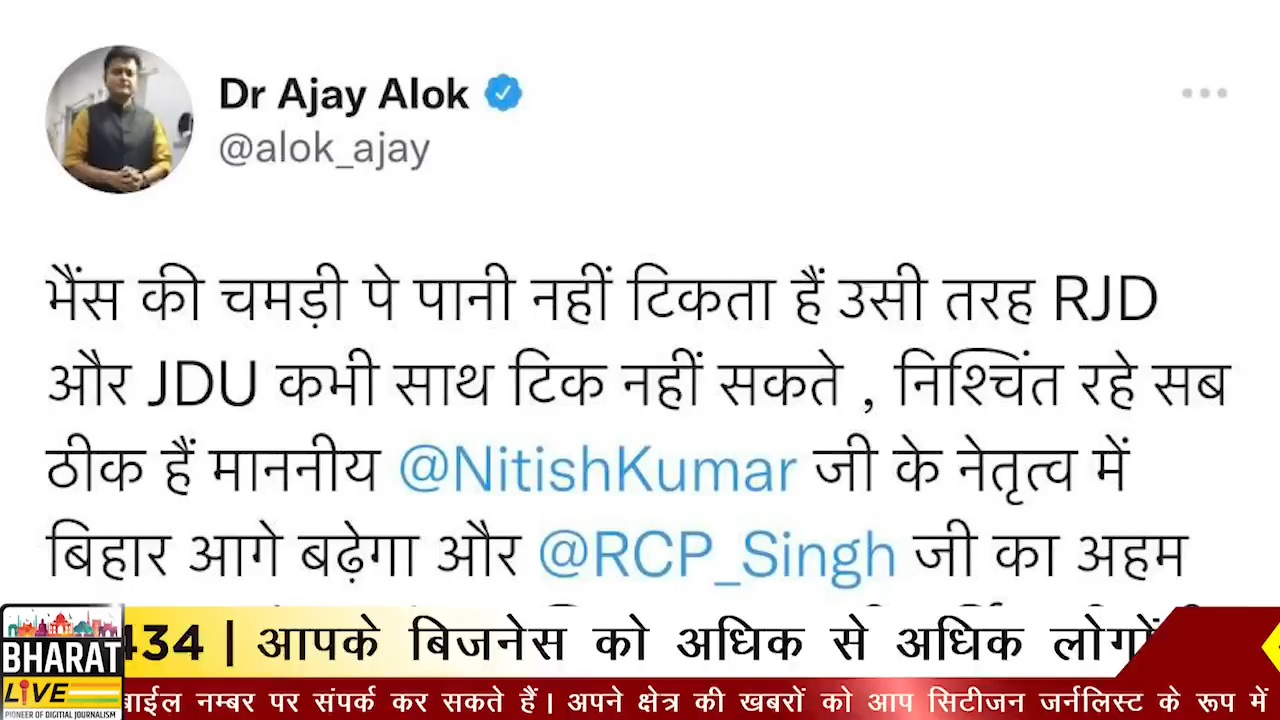 Dr Ajay Alok
@alok_ajay
भैंस की चमड़ी पे पानी नहीं टिकता हैं उसी तरह RJD
और JDU कभी साथ टिक नहीं सकते , निश्चिंत रहे सब
ठीक हैं माननीय @NitishKumar जी के नेतृत्व में
बिहार आगे बढ़ेगा और @RCP_Singh जी का अहम
434 | आपके बिजनेस को अधिक से अधिक लोगों
BHARAT
LIVE
PIONEER OF DIGITIAL JOURNALISM
बाईल नम्बर पर संपर्क कर सकते हैं। अपने क्षेत्र की खबरों को आप सिटीजन जर्नलिस्ट के रूप में